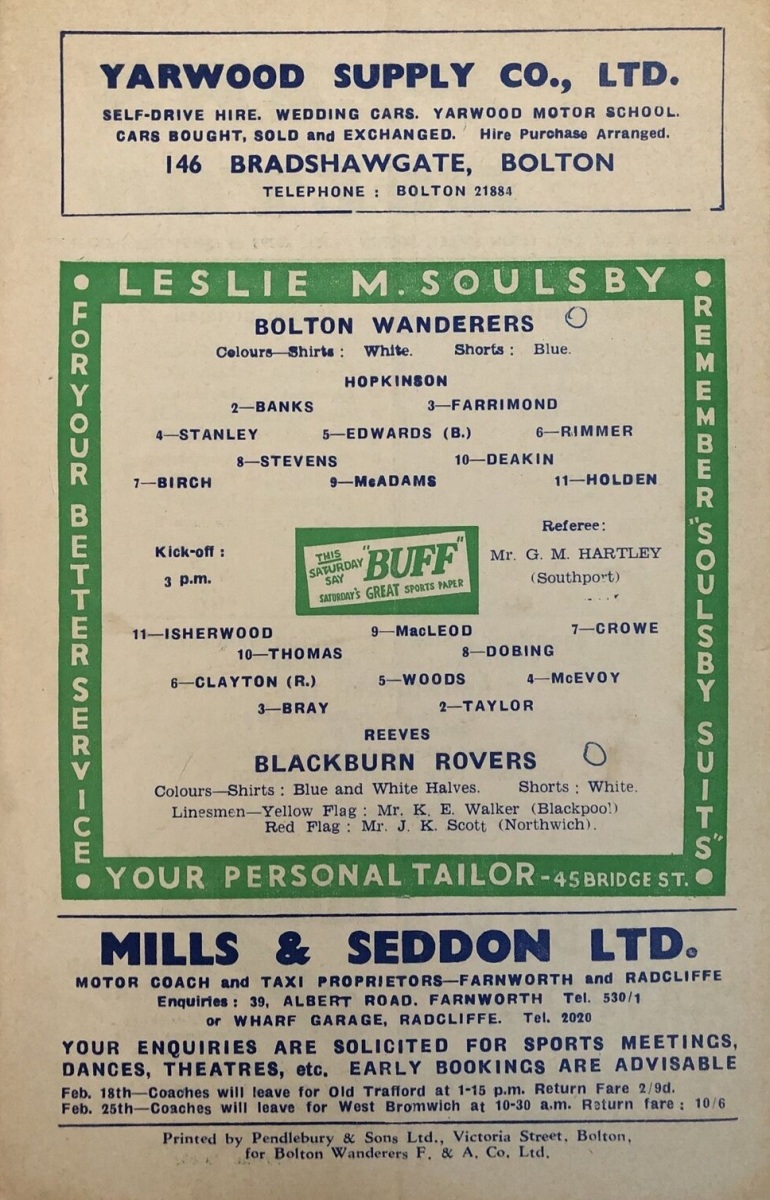 YARWOOD SUPPLY CO., LTD.
SELF-DRIVE HIRE. WEDDING CARS. YARWOOD MOTOR SCHOOL.
CARS BOUGHT, SOLD and EXCHANGED. Hire Purchase Arranged.
146 BRADSHAWGATE, BOLTON
TELEPHONE : BOLTON 21884
LESLIE M. SOULSBY
FOR YOUR BETTER SERVICE
REMEMBER "SOULSBY SUITS"
BOLTON WANDERERS O
Colours—Shirts : White. Shorts : Blue.
HOPKINSON
2—BANKS 3—FARRIMOND
4—STANLEY 5—EDWARDS (B.) 6—RIMMER
8—STEVENS 10—DEAKIN
7—BIRCH 9—McADAMS 11—HOLDEN
Kick-off :
3 p.m.
THIS SATURDAY SAY "BUFF"
SATURDAY'S GREAT SPORTS PAPER
Referee:
Mr. G. M. HARTLEY
(Southport)
11—ISHERWOOD 9—MacLEOD 7—CROWE
10—THOMAS 8—DOBING
6—CLAYTON (R.) 5—WOODS 4—McEVOY
3—BRAY 2—TAYLOR
REEVES
BLACKBURN ROVERS O
Colours—Shirts : Blue and White Halves. Shorts : White.
Linesmen—Yellow Flag : Mr. K. E. Walker (Blackpool)
Red Flag : Mr. J. K. Scott (Northwich).
YOUR PERSONAL TAILOR - 45 BRIDGE ST.
MILLS & SEDDON LTD.
MOTOR COACH and TAXI PROPRIETORS—FARNWORTH and RADCLIFFE
Enquiries : 39, ALBERT ROAD. FARNWORTH Tel. 530/1
or WHARF GARAGE, RADCLIFFE. Tel. 2020
YOUR ENQUIRIES ARE SOLICITED FOR SPORTS MEETINGS,
DANCES, THEATRES, etc. EARLY BOOKINGS ARE ADVISABLE
Feb. 18th—Coaches will leave for Old Trafford at 1-15 p.m. Return Fare 2/9d.
Feb. 25th—Coaches will leave for West Bromwich at 10-30 a.m. Return fare : 10/6
Printed by Pendlebury & Sons Ltd., Victoria Street, Bolton,
for Bolton Wanderers F. & A. Co. Ltd.